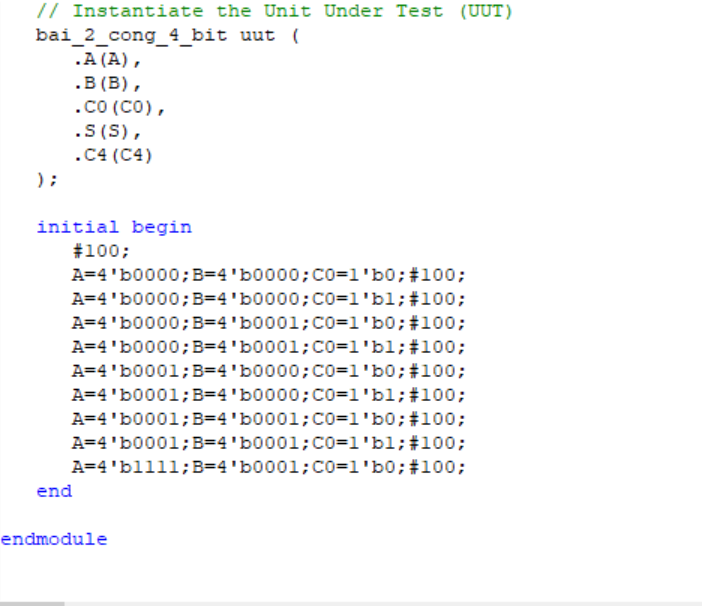 // Instantiate the Unit Under Test (UUT)
bai_2_cong_4_bit uut (
.A(A),
.B(B),
.C0(C0),
.S(S),
.C4(C4)
);
initial begin
#100;
A=4'b0000;B=4'b0000;C0=1'b0;#100;
A=4'b0000;B=4'b0000;C0=1'b1;#100;
A=4'b0000;B=4'b0001;C0=1'b0;#100;
A=4'b0000;B=4'b0001;C0=1'b1;#100;
A=4'b0001;B=4'b0000;C0=1'b0;#100;
A=4'b0001;B=4'b0000;C0=1'b1;#100;
A=4'b0001;B=4'b0001;C0=1'b0;#100;
A=4'b0001;B=4'b0001;C0=1'b1;#100;
A=4'b1111;B=4'b0001;C0=1'b0;#100;
end
endmodule